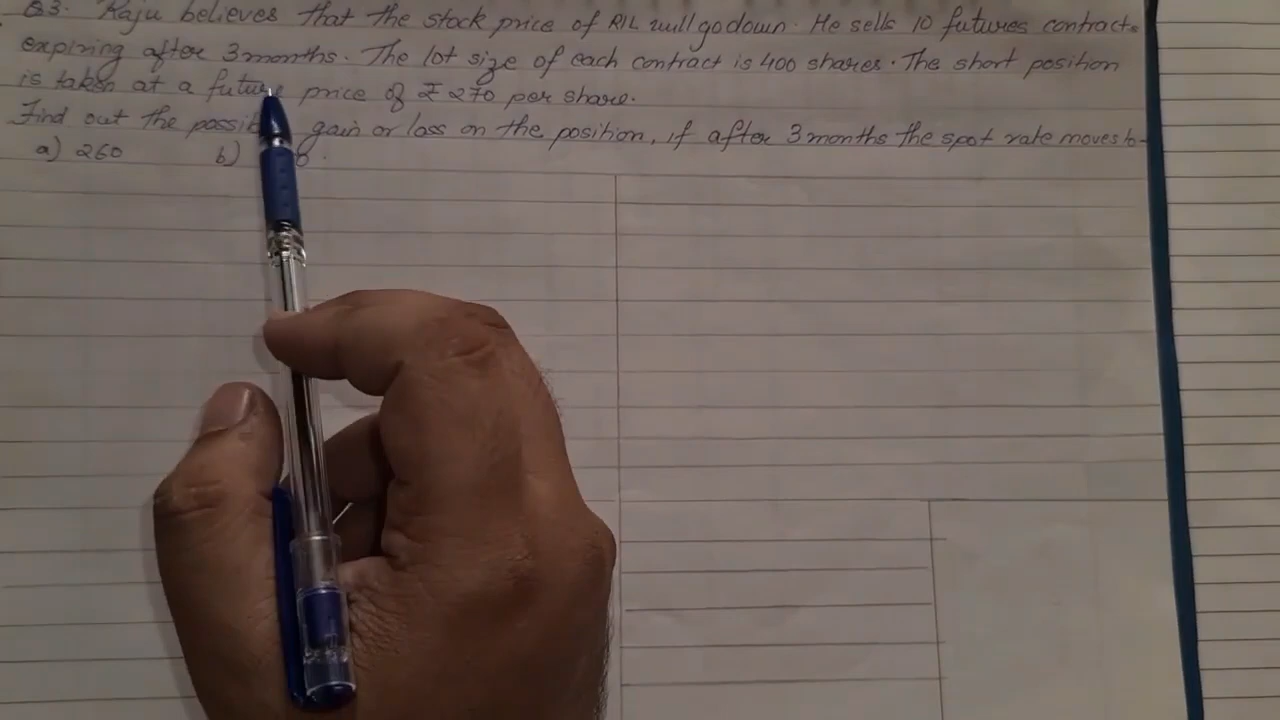 Q3. Raju believes that the stock price of RIL will go down. He sells 10 futures contracts
expiring after 3 months. The lot size of each contract is 400 shares. The short position
is taken at a future price of ₹ 270 per share.
Find out the gain or loss on the position, if after 3 months the spot rate moves to-
a) 260 b)